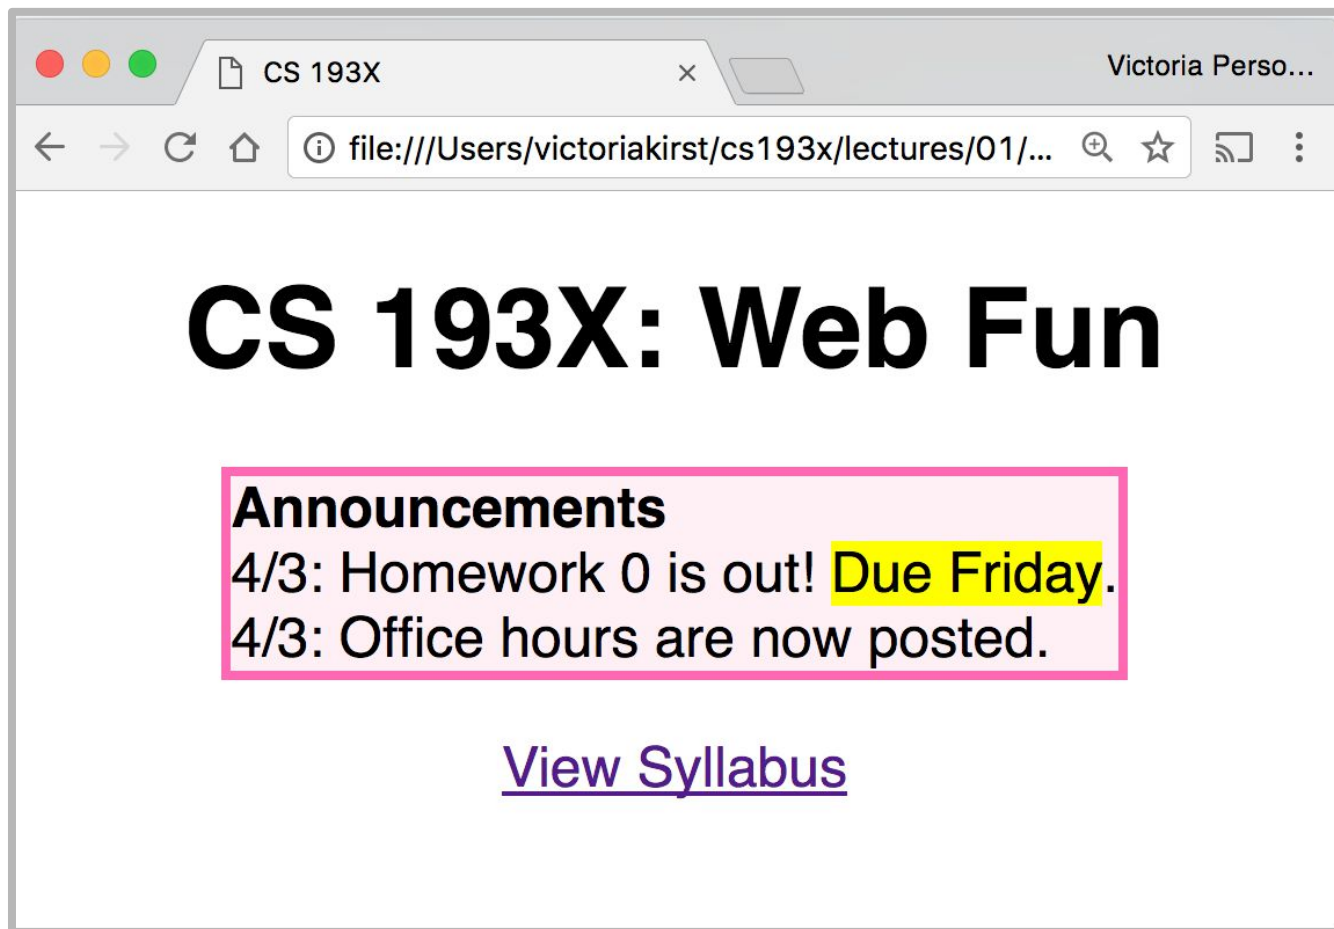 CS 193X
Victoria Perso...
file:///Users/victoriakirst/cs193x/lectures/01/...
CS 193X: Web Fun
Announcements
4/3: Homework 0 is out! Due Friday.
4/3: Office hours are now posted.
View Syllabus